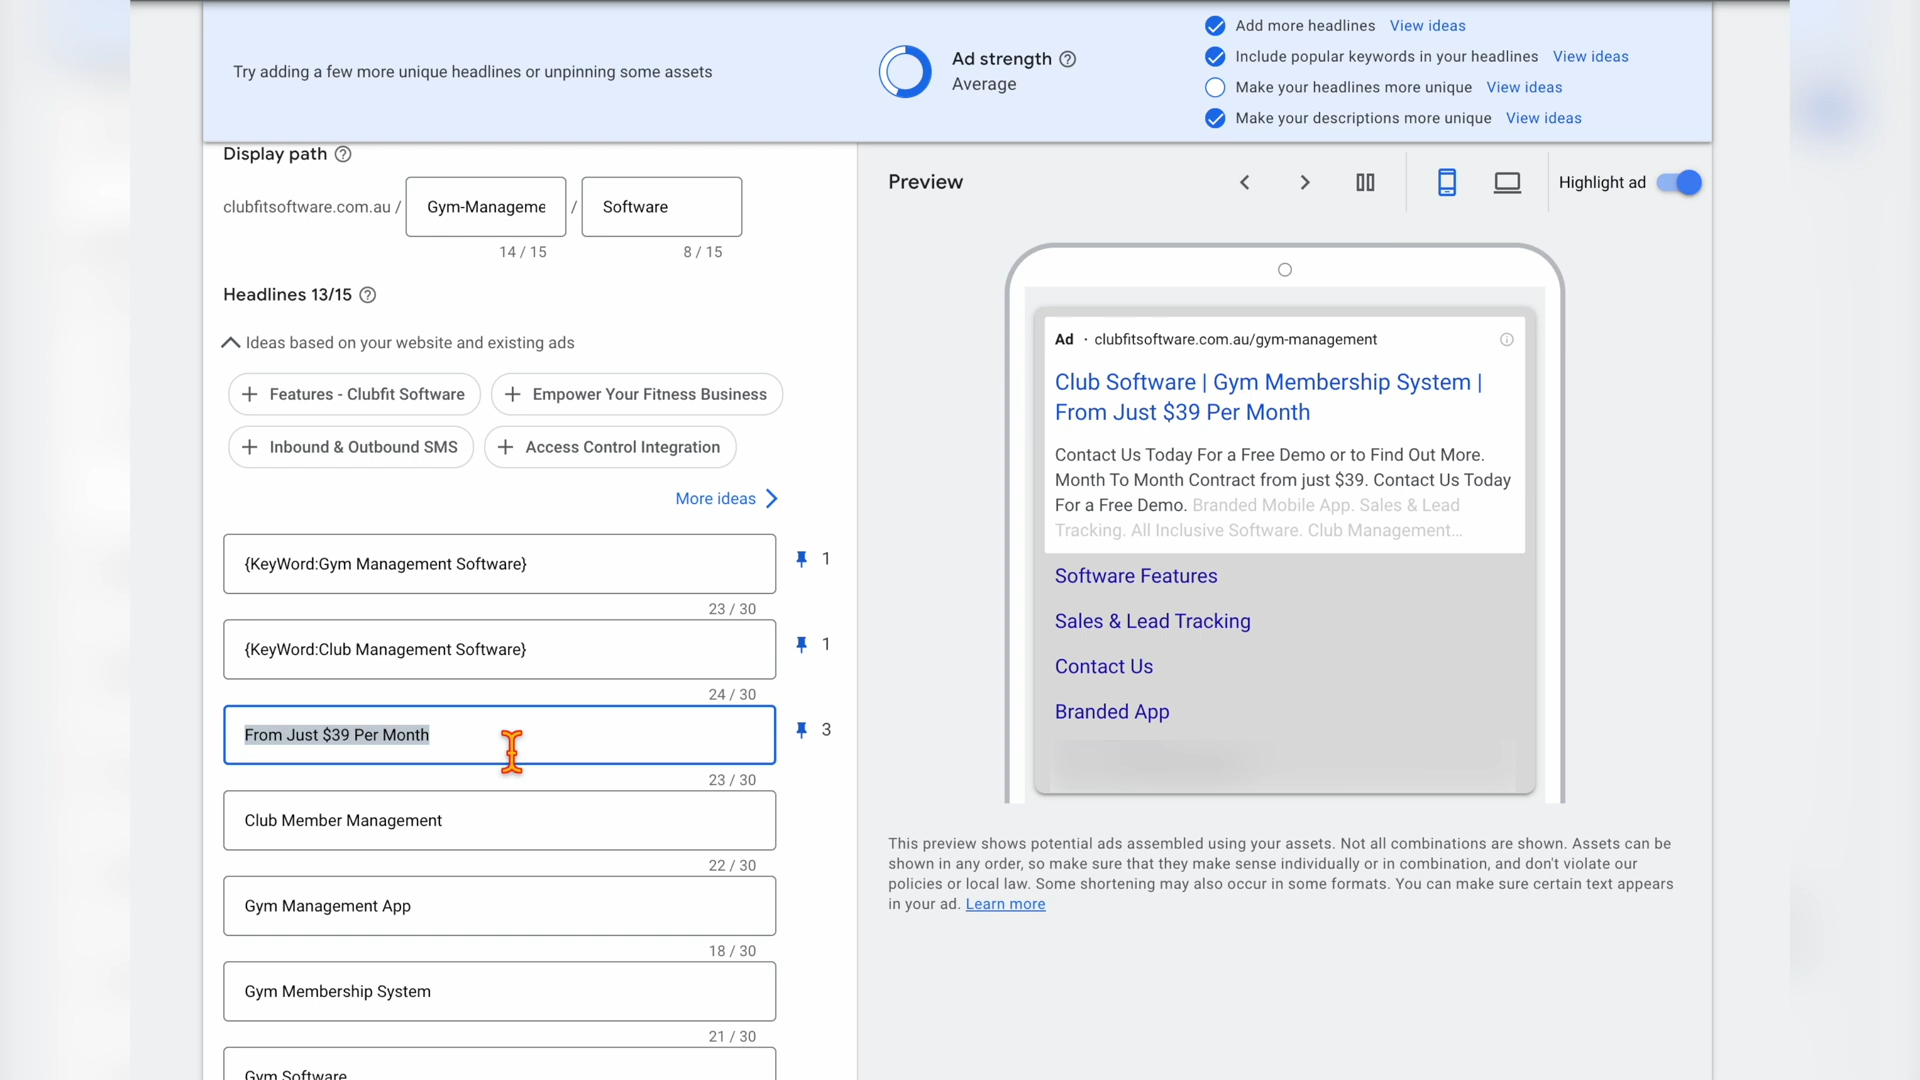 Try adding a few more unique headlines or unpinning some assets
Ad strength
Average
Add more headlines View ideas
Include popular keywords in your headlines View ideas
Make your headlines more unique View ideas
Make your descriptions more unique View ideas
Display path
clubfitsoftware.com.au / Gym-Manageme / Software
14 / 15 8 / 15
Headlines 13/15
Ideas based on your website and existing ads
Features - Clubfit Software Empower Your Fitness Business
Inbound & Outbound SMS Access Control Integration
More ideas
{KeyWord:Gym Management Software} 1
23 / 30
{KeyWord:Club Management Software} 1
24 / 30
From Just $39 Per Month 3
23 / 30
Club Member Management
22 / 30
Gym Management App
18 / 30
Gym Membership System
21 / 30
Gym Software
Preview
Highlight ad
Ad · clubfitsoftware.com.au/gym-management
Club Software | Gym Membership System |
From Just $39 Per Month
Contact Us Today For a Free Demo or to Find Out More.
Month To Month Contract from just $39. Contact Us Today
For a Free Demo. Branded Mobile App. Sales & Lead
Tracking. All Inclusive Software. Club Management...
Software Features
Sales & Lead Tracking
Contact Us
Branded App
This preview shows potential ads assembled using your assets. Not all combinations are shown. Assets can be
shown in any order, so make sure that they make sense individually or in combination, and don't violate our
policies or local law. Some shortening may also occur in some formats. You can make sure certain text appears
in your ad. Learn more